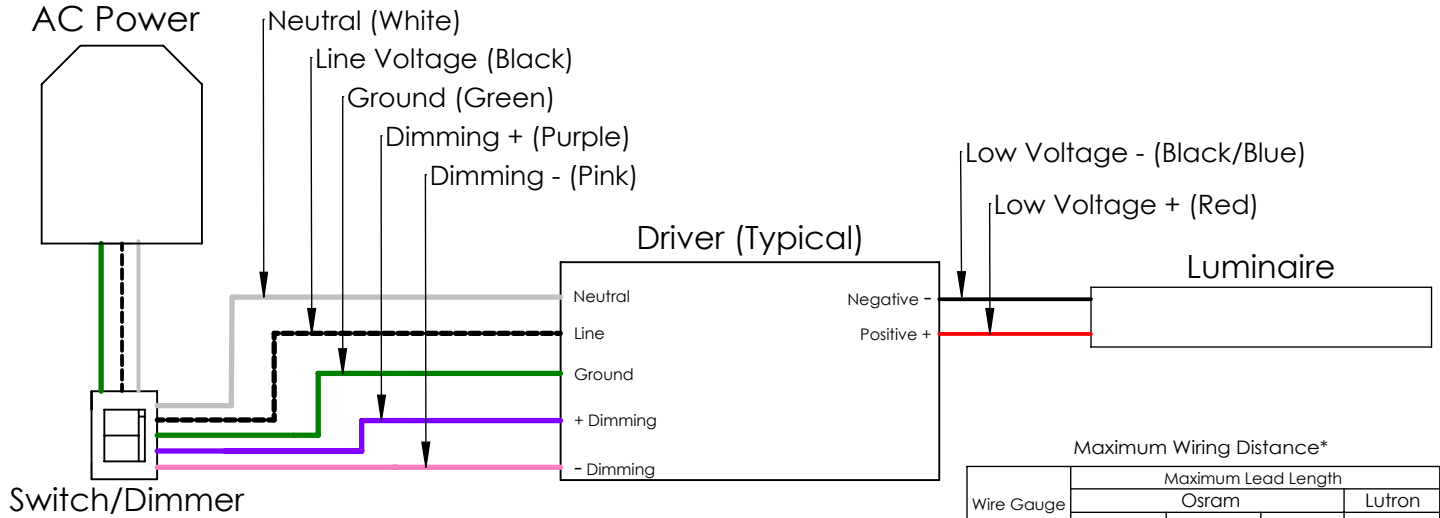 AC Power
Neutral (White)
Line Voltage (Black)
Ground (Green)
Dimming + (Purple)
Dimming - (Pink)
Low Voltage - (Black/Blue)
Low Voltage + (Red)
Driver (Typical)
Luminaire
Neutral
Line
Ground
+ Dimming
- Dimming
Negative -
Positive +
Switch/Dimmer
Maximum Wiring Distance*
Maximum Lead Length
Wire Gauge
Osram
Lutron